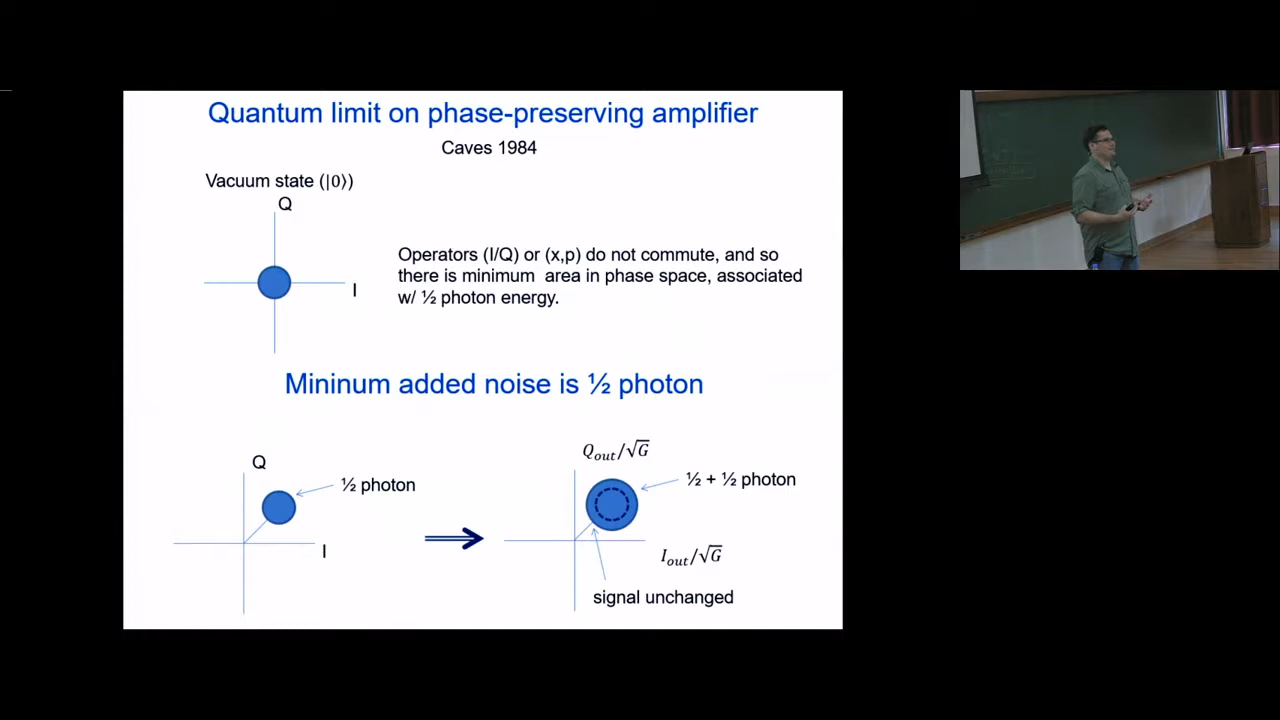 Quantum limit on phase-preserving amplifier
Caves 1984
Vacuum state (|0⟩)
Q
I
Operators (I/Q) or (x,p) do not commute, and so
there is minimum area in phase space, associated
w/ ½ photon energy.
Mininum added noise is ½ photon
Q
½ photon
I
Q_out/√G
½ + ½ photon
I_out/√G
signal unchanged